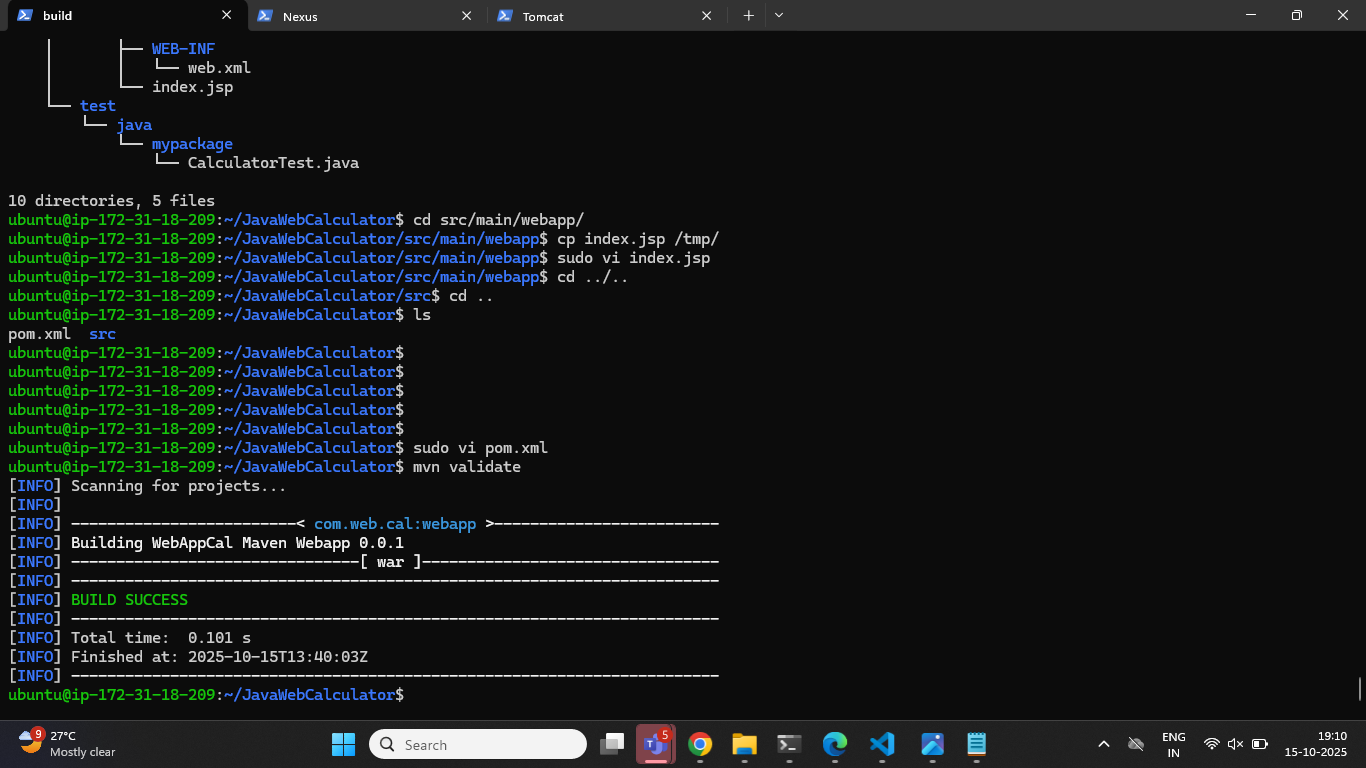 build
Nexus
Tomcat
WEB-INF
web.xml
index.jsp
test
java
mypackage
CalculatorTest.java
10 directories, 5 files
ubuntu@ip-172-31-18-209:~/JavaWebCalculator$ cd src/main/webapp/
ubuntu@ip-172-31-18-209:~/JavaWebCalculator/src/main/webapp$ cp index.jsp /tmp/
ubuntu@ip-172-31-18-209:~/JavaWebCalculator/src/main/webapp$ sudo vi index.jsp
ubuntu@ip-172-31-18-209:~/JavaWebCalculator/src/main/webapp$ cd ../..
ubuntu@ip-172-31-18-209:~/JavaWebCalculator/src$ cd ..
ubuntu@ip-172-31-18-209:~/JavaWebCalculator$ ls
pom.xml  src
ubuntu@ip-172-31-18-209:~/JavaWebCalculator$
ubuntu@ip-172-31-18-209:~/JavaWebCalculator$
ubuntu@ip-172-31-18-209:~/JavaWebCalculator$
ubuntu@ip-172-31-18-209:~/JavaWebCalculator$
ubuntu@ip-172-31-18-209:~/JavaWebCalculator$
ubuntu@ip-172-31-18-209:~/JavaWebCalculator$ sudo vi pom.xml
ubuntu@ip-172-31-18-209:~/JavaWebCalculator$ mvn validate
[INFO] Scanning for projects...
[INFO]
[INFO] -------------------------< com.web.cal:webapp >-------------------------
[INFO] Building WebAppCal Maven Webapp 0.0.1
[INFO] --------------------------------[ war ]---------------------------------
[INFO] ------------------------------------------------------------------------
[INFO] BUILD SUCCESS
[INFO] ------------------------------------------------------------------------
[INFO] Total time:  0.101 s
[INFO] Finished at: 2025-10-15T13:40:03Z
[INFO] ------------------------------------------------------------------------
ubuntu@ip-172-31-18-209:~/JavaWebCalculator$
9
27°C
Mostly clear
Search
5
ENG
IN
19:10
15-10-2025